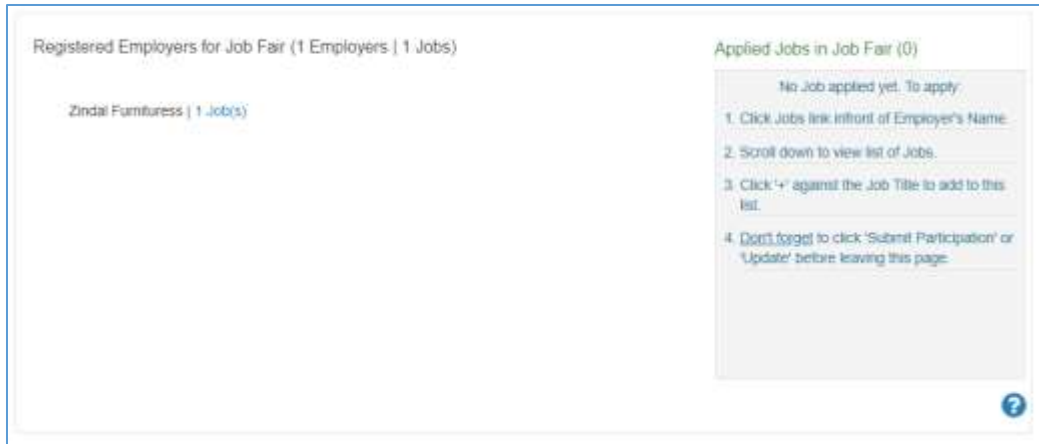 Registered Employers for Job Fair (1 Employers | 1 Jobs)
Zindal Furnituress | 1 Job(s)
Applied Jobs in Job Fair (0)
No Job applied yet. To apply:
1. Click Jobs link infront of Employer's Name.
2. Scroll down to view list of Jobs.
3. Click '+' against the Job Title to add to this
list.
4. Don't forget to click 'Submit Participation' or
'Update' before leaving this page.
?